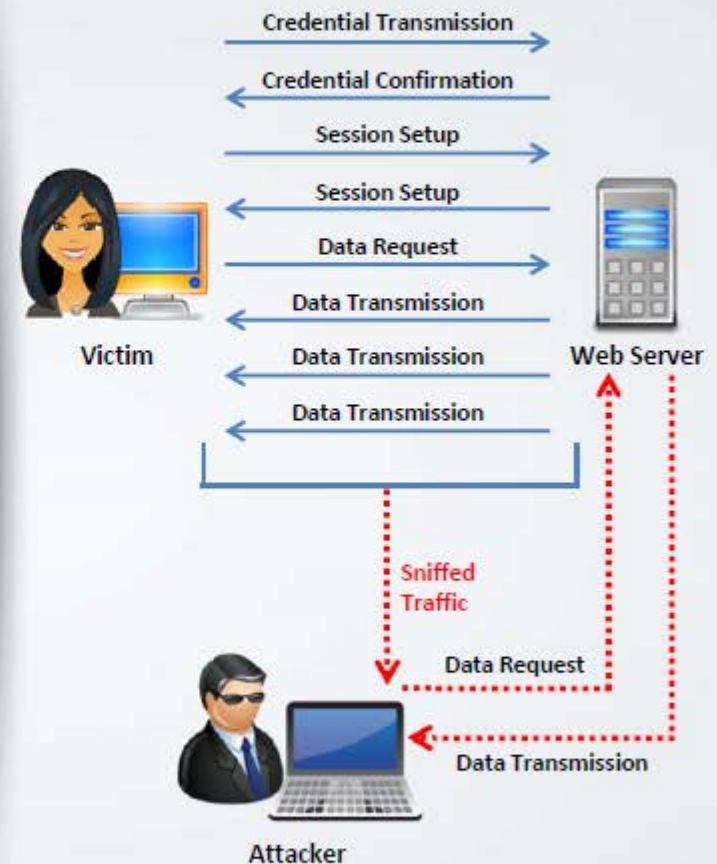 Credential Transmission
Credential Confirmation
Session Setup
Session Setup
Data Request
Data Transmission
Victim
Data Transmission
Web Server
Data Transmission
Sniffed
Traffic
Data Request
Data Transmission
Attacker